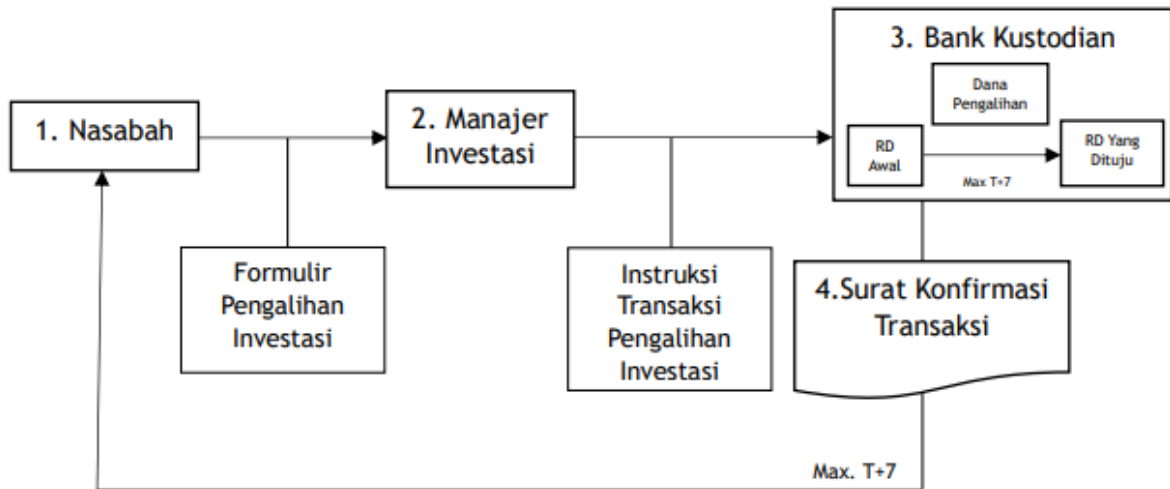 1. Nasabah
2. Manajer
Investasi
3. Bank Kustodian
Dana
Pengalihan
RD
Awal
RD Yang
Dituju
Max T+7
Formulir
Pengalihan
Investasi
Instruksi
Transaksi
Pengalihan
Investasi
4.Surat Konfirmasi
Transaksi
Max. T+7